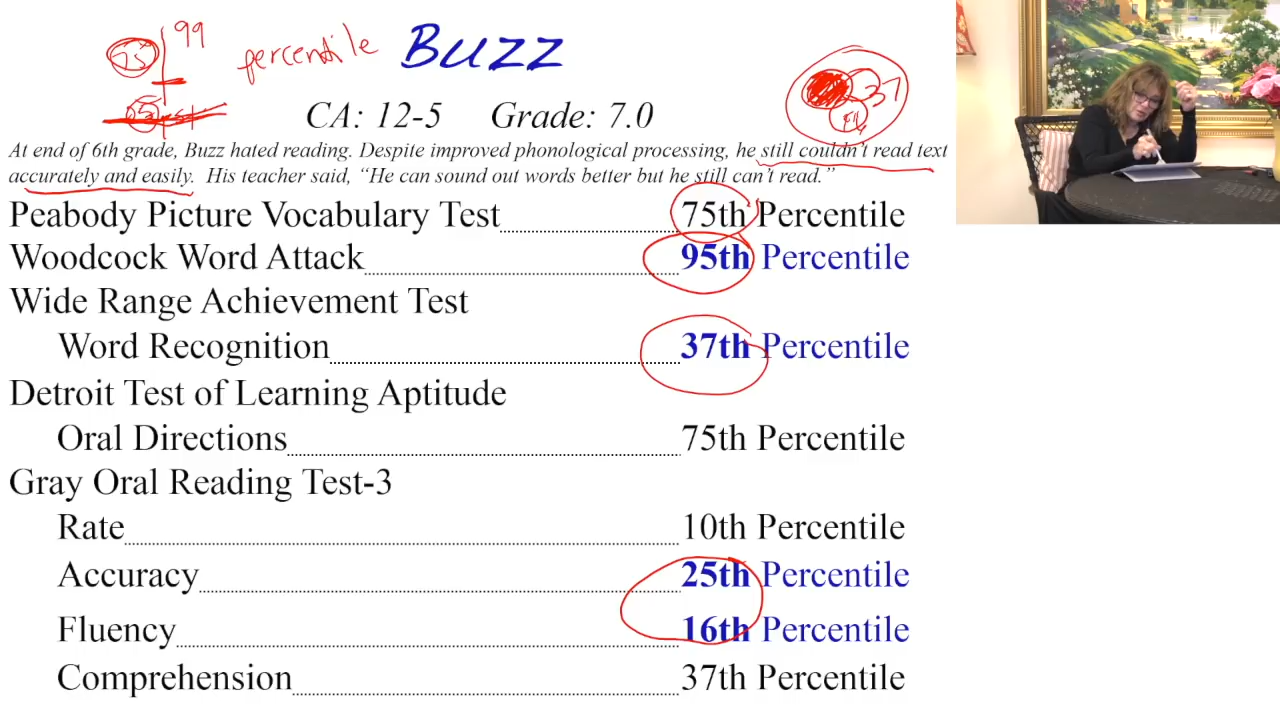 99
percentile
Buzz
37
CA: 12-5 Grade: 7.0
At end of 6th grade, Buzz hated reading. Despite improved phonological processing, he still couldn't read text
accurately and easily. His teacher said, “He can sound out words better but he still can't read.”
Peabody Picture Vocabulary Test 75th Percentile
Woodcock Word Attack 95th Percentile
Wide Range Achievement Test
Word Recognition 37th Percentile
Detroit Test of Learning Aptitude
Oral Directions 75th Percentile
Gray Oral Reading Test-3
Rate 10th Percentile
Accuracy 25th Percentile
Fluency 16th Percentile
Comprehension 37th Percentile